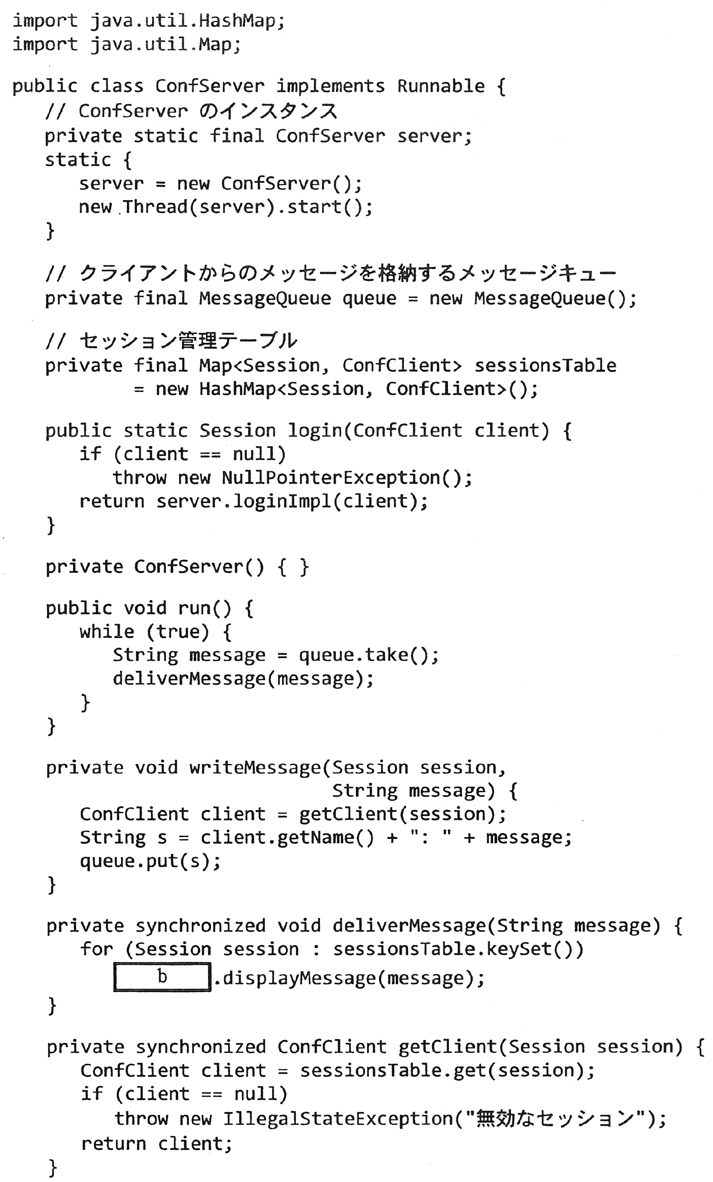 import java.util.HashMap;
import java.util.Map;
public class ConfServer implements Runnable {
// ConfServer のインスタンス
private static final ConfServer server;
static {
server = new ConfServer();
new Thread(server).start();
}
// クライアントからのメッセージを格納するメッセージキュー
private final MessageQueue queue = new MessageQueue();
// セッション管理テーブル
private final Map<Session, ConfClient> sessionsTable
= new HashMap<Session, ConfClient>();
public static Session login(ConfClient client) {
if (client == null)
throw new NullPointerException();
return server.loginImpl(client);
}
private ConfServer() { }
public void run() {
while (true) {
String message = queue.take();
deliverMessage(message);
}
}
private void writeMessage(Session session,
String message) {
ConfClient client = getClient(session);
String s = client.getName() + ": " + message;
queue.put(s);
}
private synchronized void deliverMessage(String message) {
for (Session session : sessionsTable.keySet())
b .displayMessage(message);
}
private synchronized ConfClient getClient(Session session) {
ConfClient client = sessionsTable.get(session);
if (client == null)
throw new IllegalStateException("無効なセッション");
return client;
}